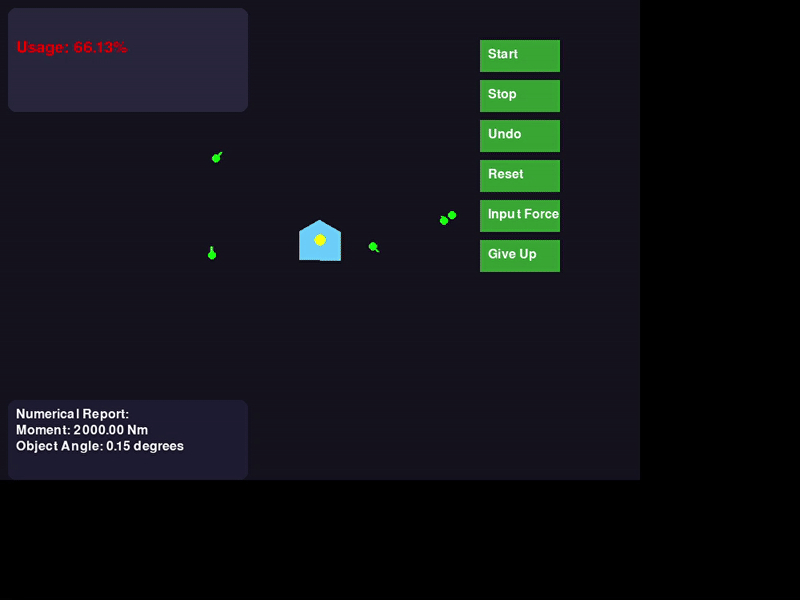 Usage: 66.13%
Start
Stop
Undo
Reset
Input Force
Give Up
Numerical Report:
Moment: 2000.00 Nm
Object Angle: 0.15 degrees